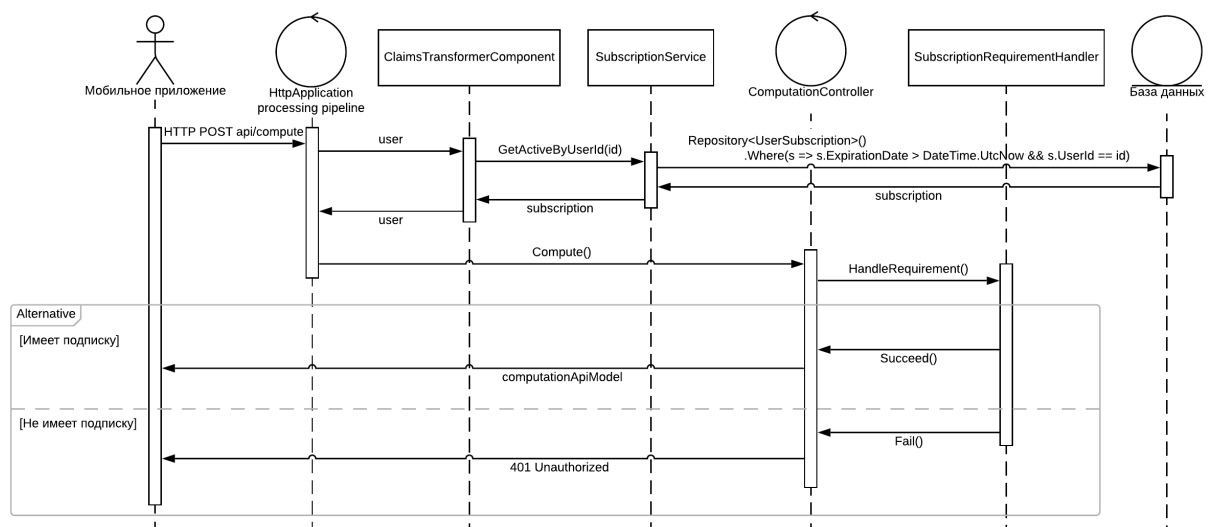 Мобильное приложение
HttpApplication
processing pipeline
ClaimsTransformerComponent
SubscriptionService
ComputationController
SubscriptionRequirementHandler
База данных
HTTP POST api/compute
user
GetActiveByUserId(id)
Repository<UserSubscription>()
.Where(s => s.ExpirationDate > DateTime.UtcNow && s.UserId == id)
subscription
subscription
user
Compute()
HandleRequirement()
Alternative
[Имеет подписку]
Succeed()
computationApiModel
[Не имеет подписку]
Fail()
401 Unauthorized